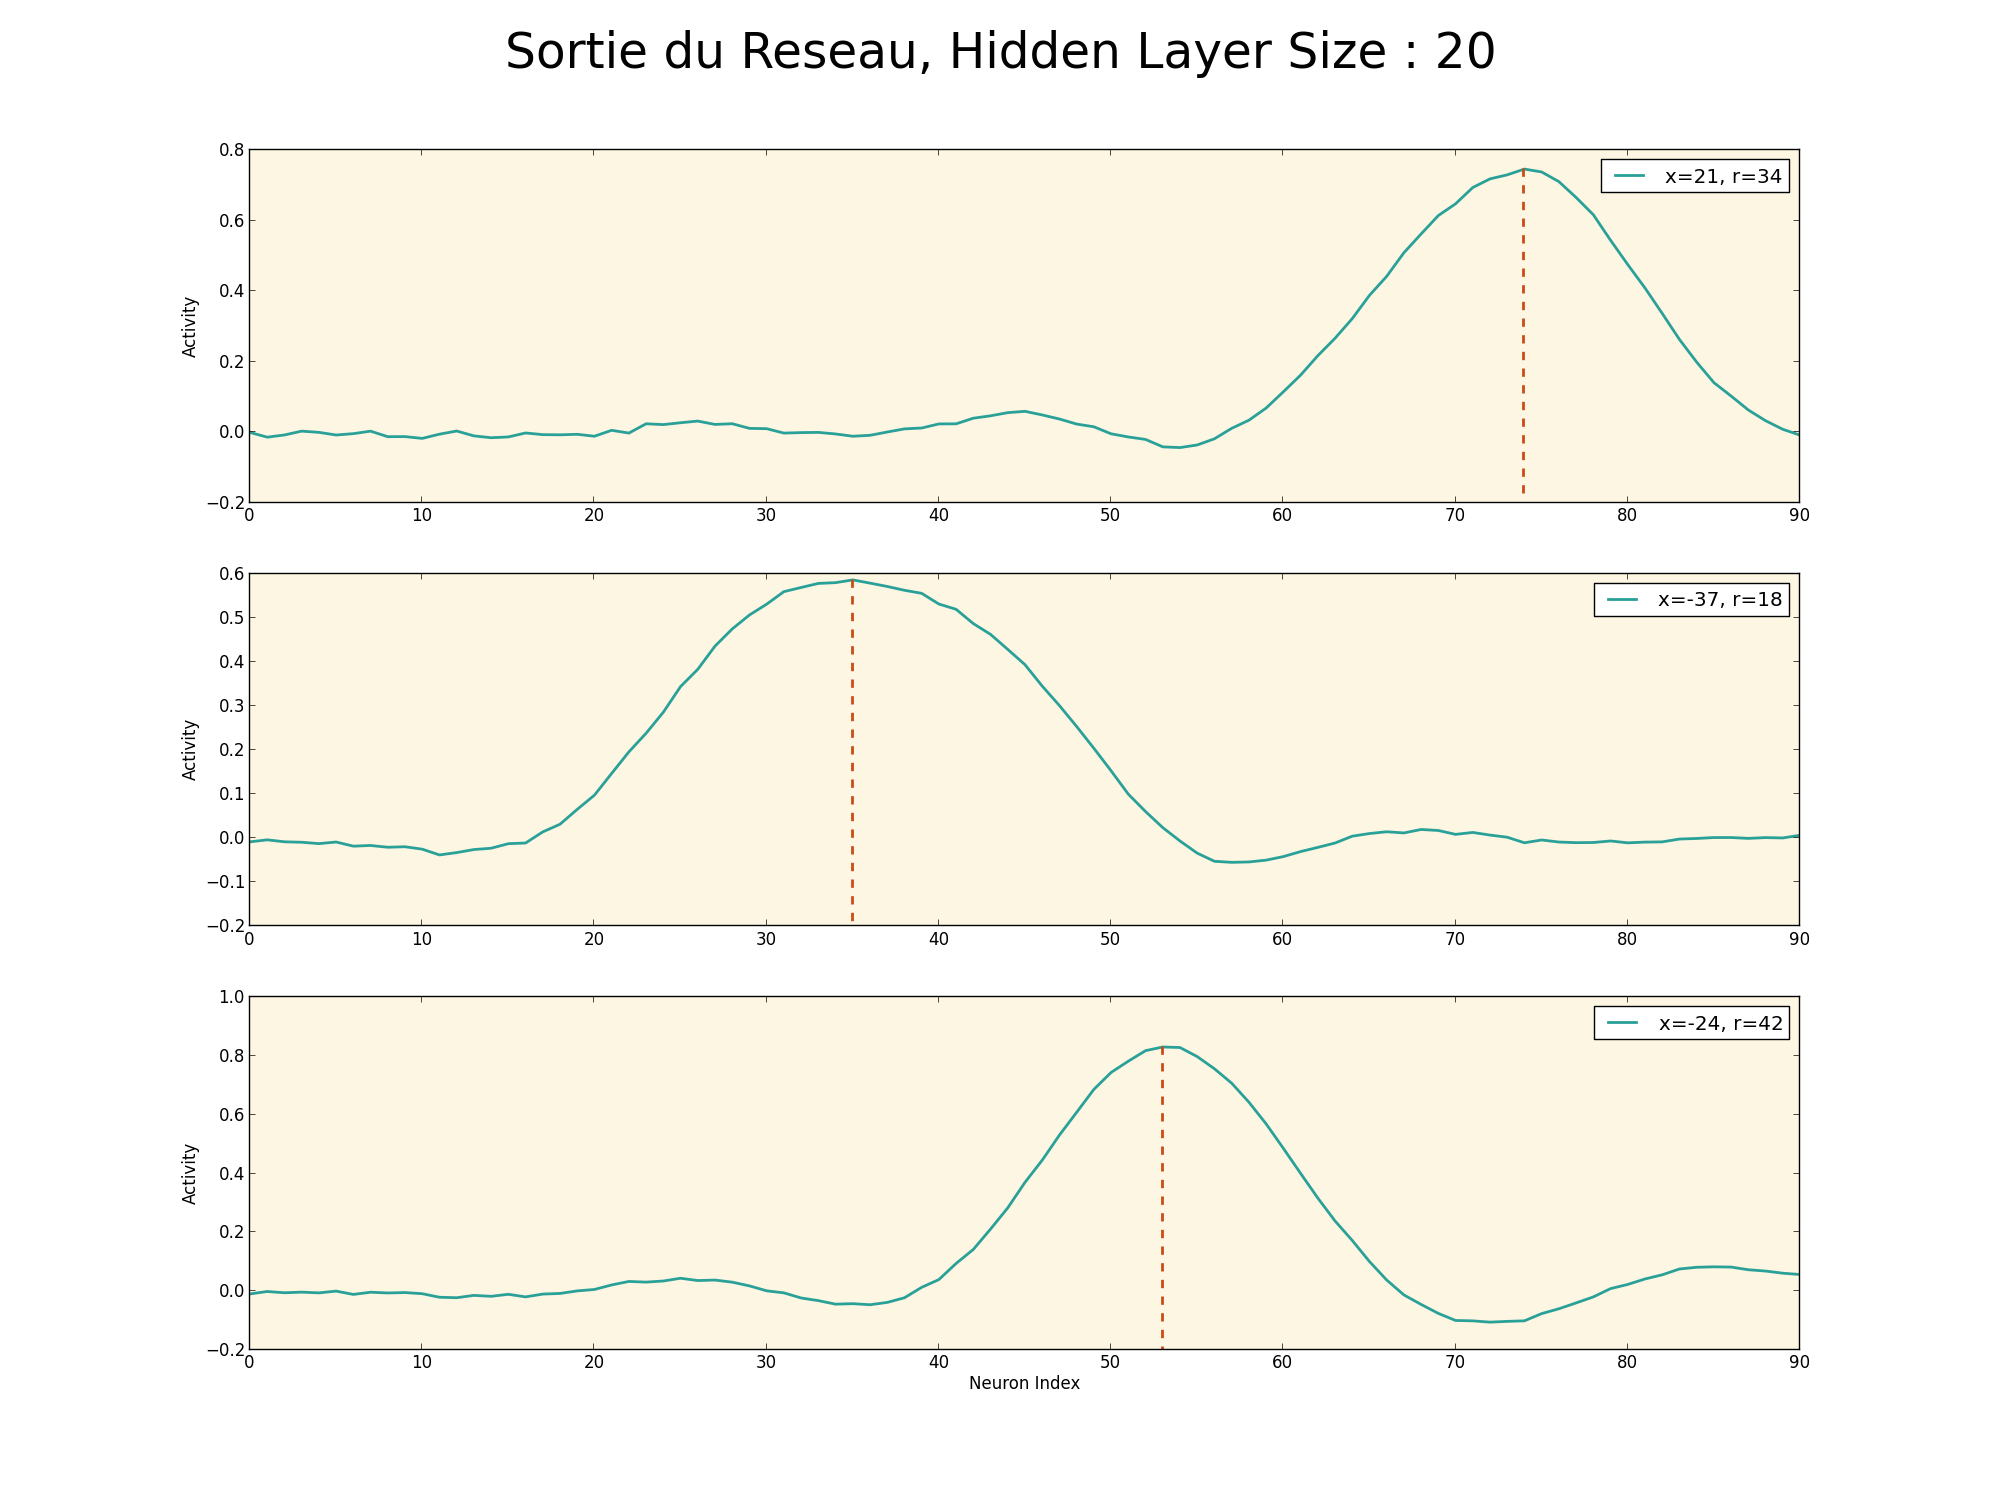 Sortie du Reseau, Hidden Layer Size : 20
0.8
0.6
0.4
0.2
0.0
−0.2
Activity
x=21, r=34
0 10 20 30 40 50 60 70 80 90
0.6
0.5
0.4
0.3
0.2
0.1
0.0
−0.1
−0.2
Activity
x=-37, r=18
0 10 20 30 40 50 60 70 80 90
1.0
0.8
0.6
0.4
0.2
0.0
−0.2
Activity
x=-24, r=42
0 10 20 30 40 50 60 70 80 90
Neuron Index